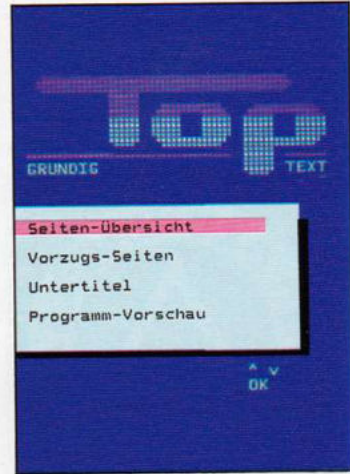 Top
GRUNDIG TEXT
Seiten-Übersicht
Vorzugs-Seiten
Untertitel
Programm-Vorschau
^ v
OK